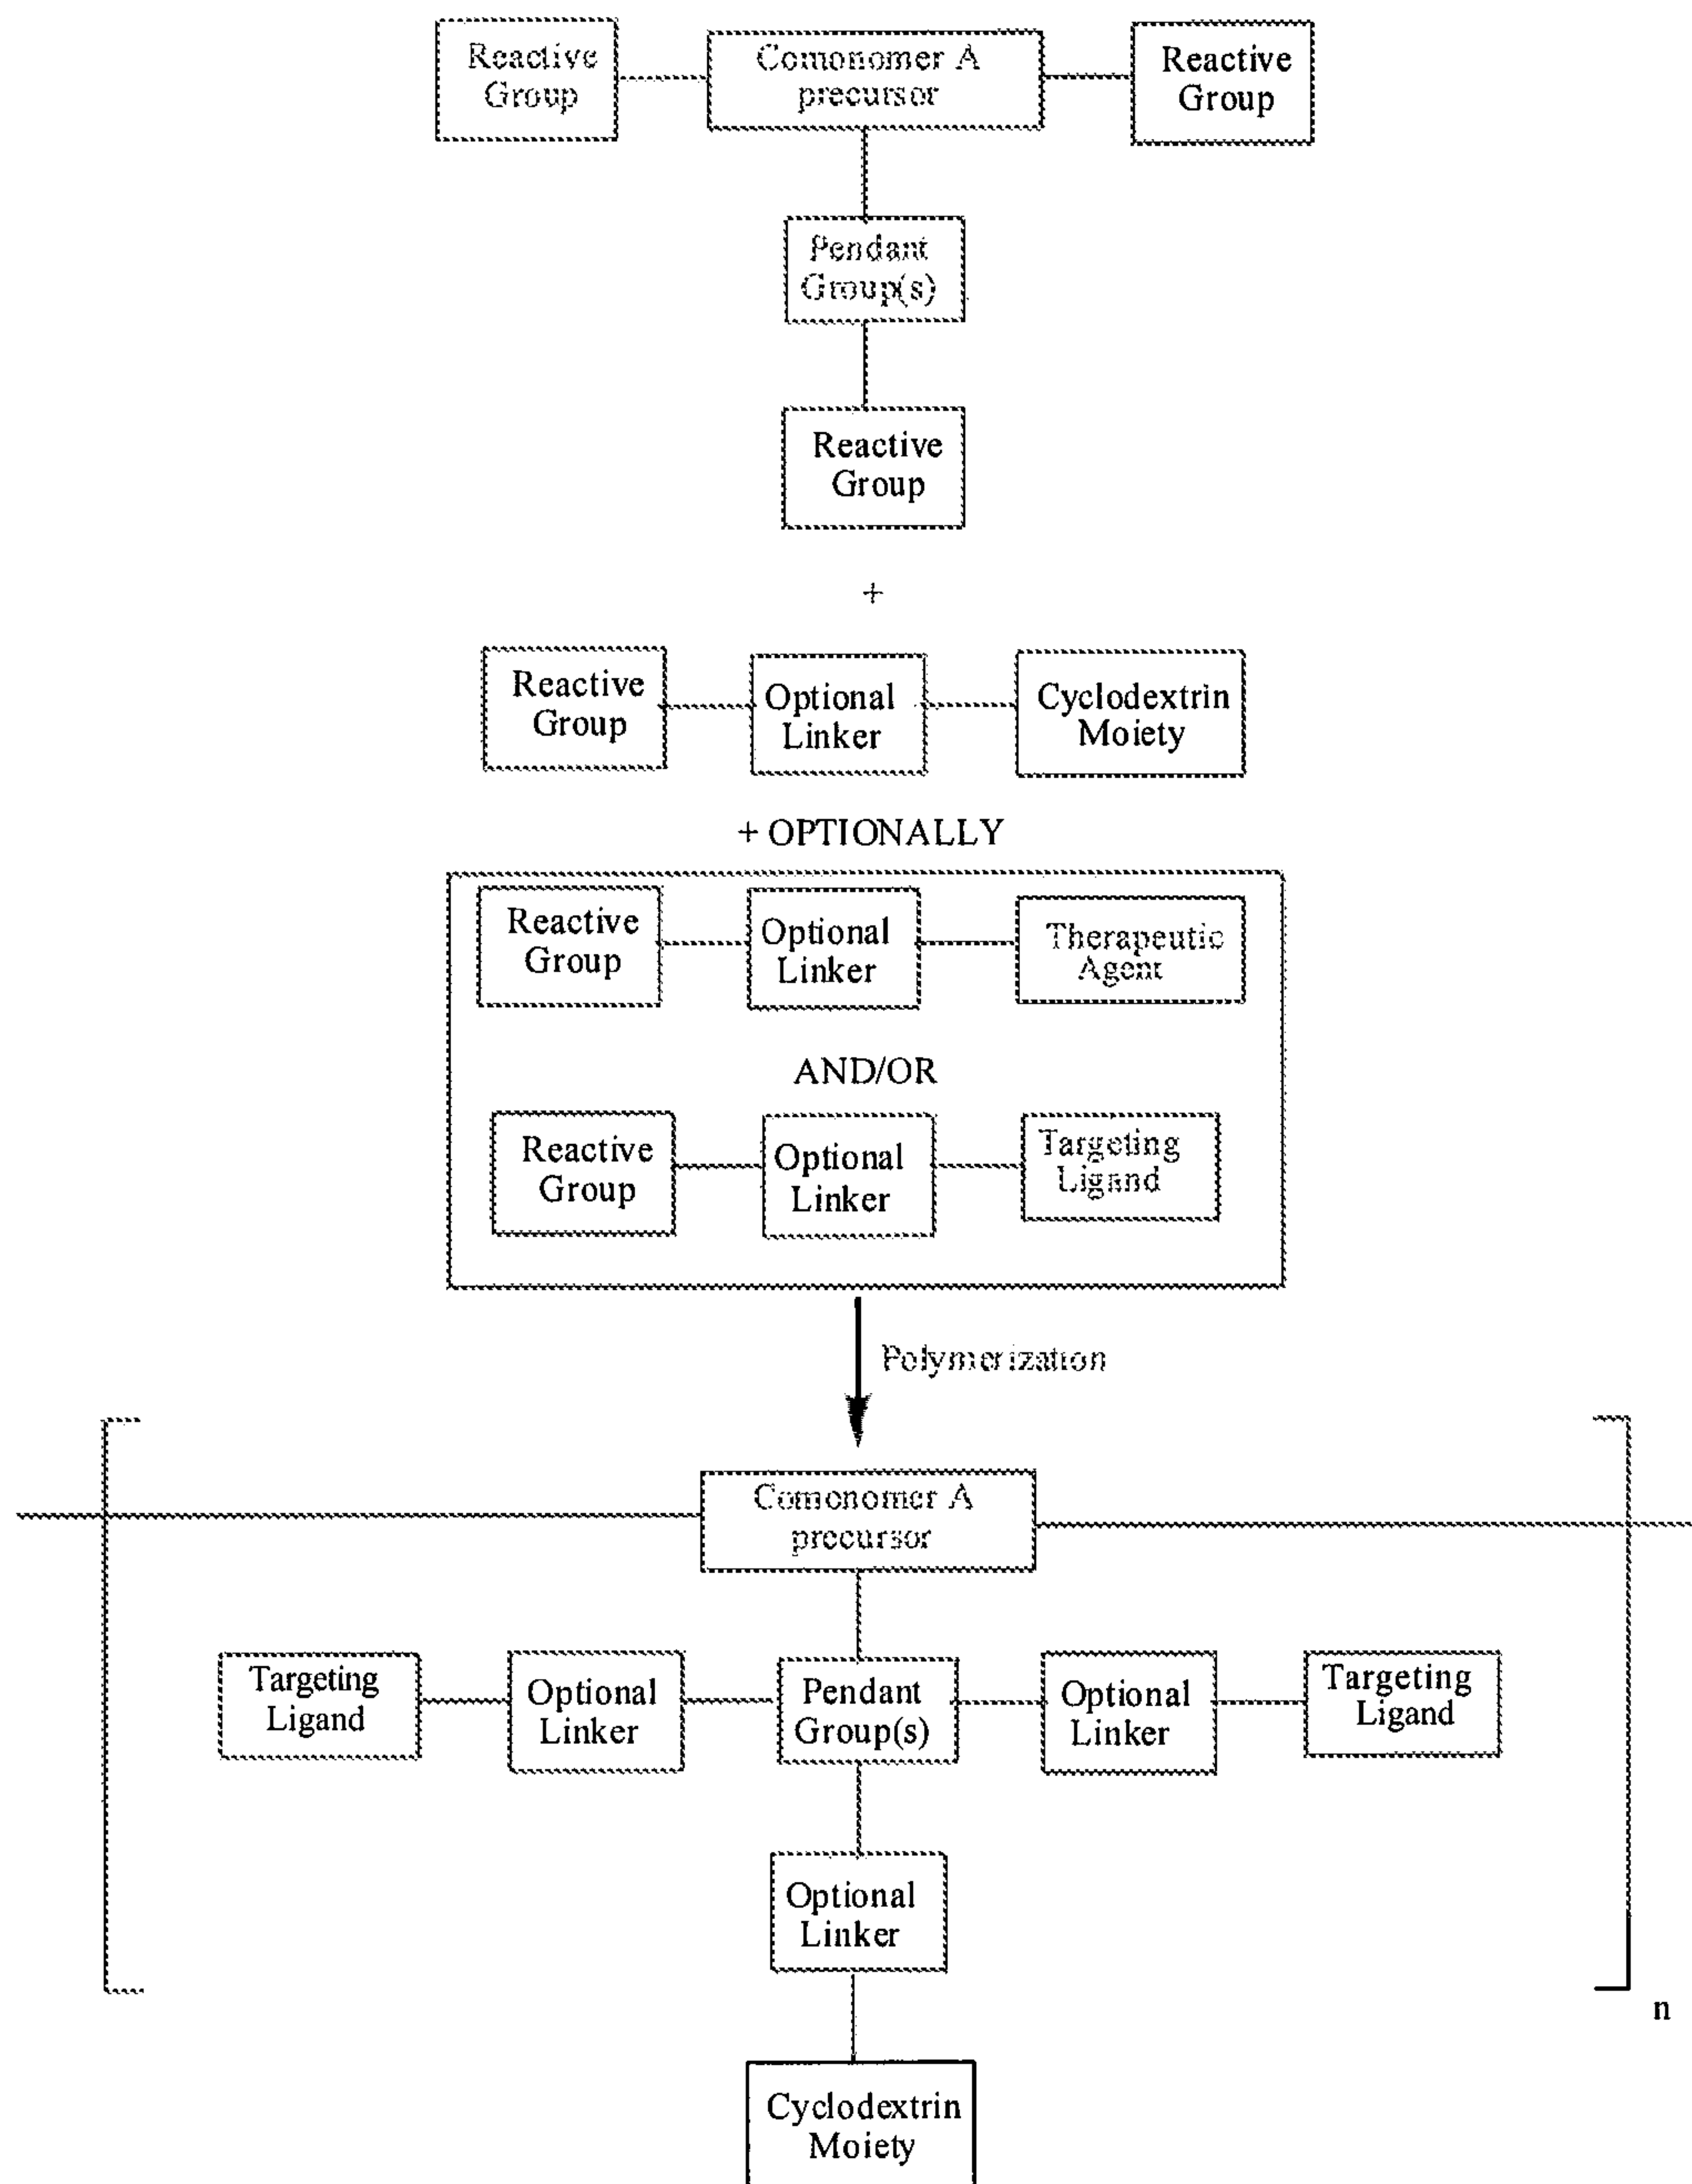 Reactive
Group
Comonomer A
precursor
Reactive
Group
Pendant
Group(s)
Reactive
Group
+
Reactive
Group
Optional
Linker
Cyclodextrin
Moiety
+ OPTIONALLY
Reactive
Group
Optional
Linker
Therapeutic
Agent
AND/OR
Reactive
Group
Optional
Linker
Targeting
Ligand
Polymerization
Comonomer A
precursor
Targeting
Ligand
Optional
Linker
Pendant
Group(s)
Optional
Linker
Targeting
Ligand
Optional
Linker
n
Cyclodextrin
Moiety